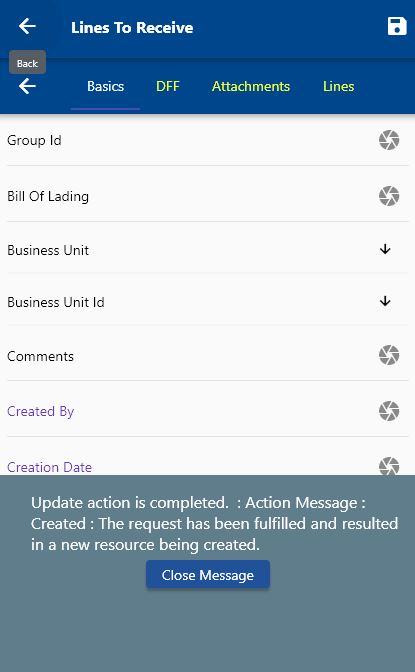 Lines To Receive
Back
Basics DFF Attachments Lines
Group Id
Bill Of Lading
Business Unit
Business Unit Id
Comments
Created By
Creation Date
Update action is completed.  : Action Message :
Created : The request has been fulfilled and resulted
in a new resource being created.
Close Message